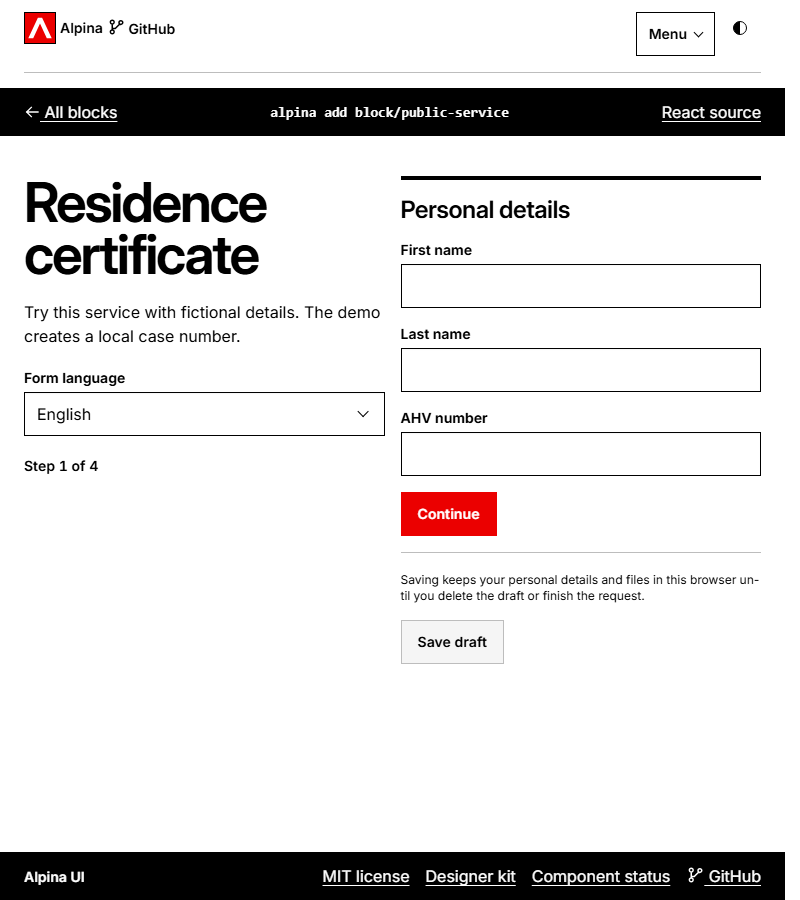 Alpina GitHub
Menu
All blocks
alpina add block/public-service
React source
Residence
certificate
Try this service with fictional details. The demo
creates a local case number.
Form language
English
Step 1 of 4
Personal details
First name
Last name
AHV number
Continue
Saving keeps your personal details and files in this browser un-
til you delete the draft or finish the request.
Save draft
Alpina UI
MIT license Designer kit Component status GitHub